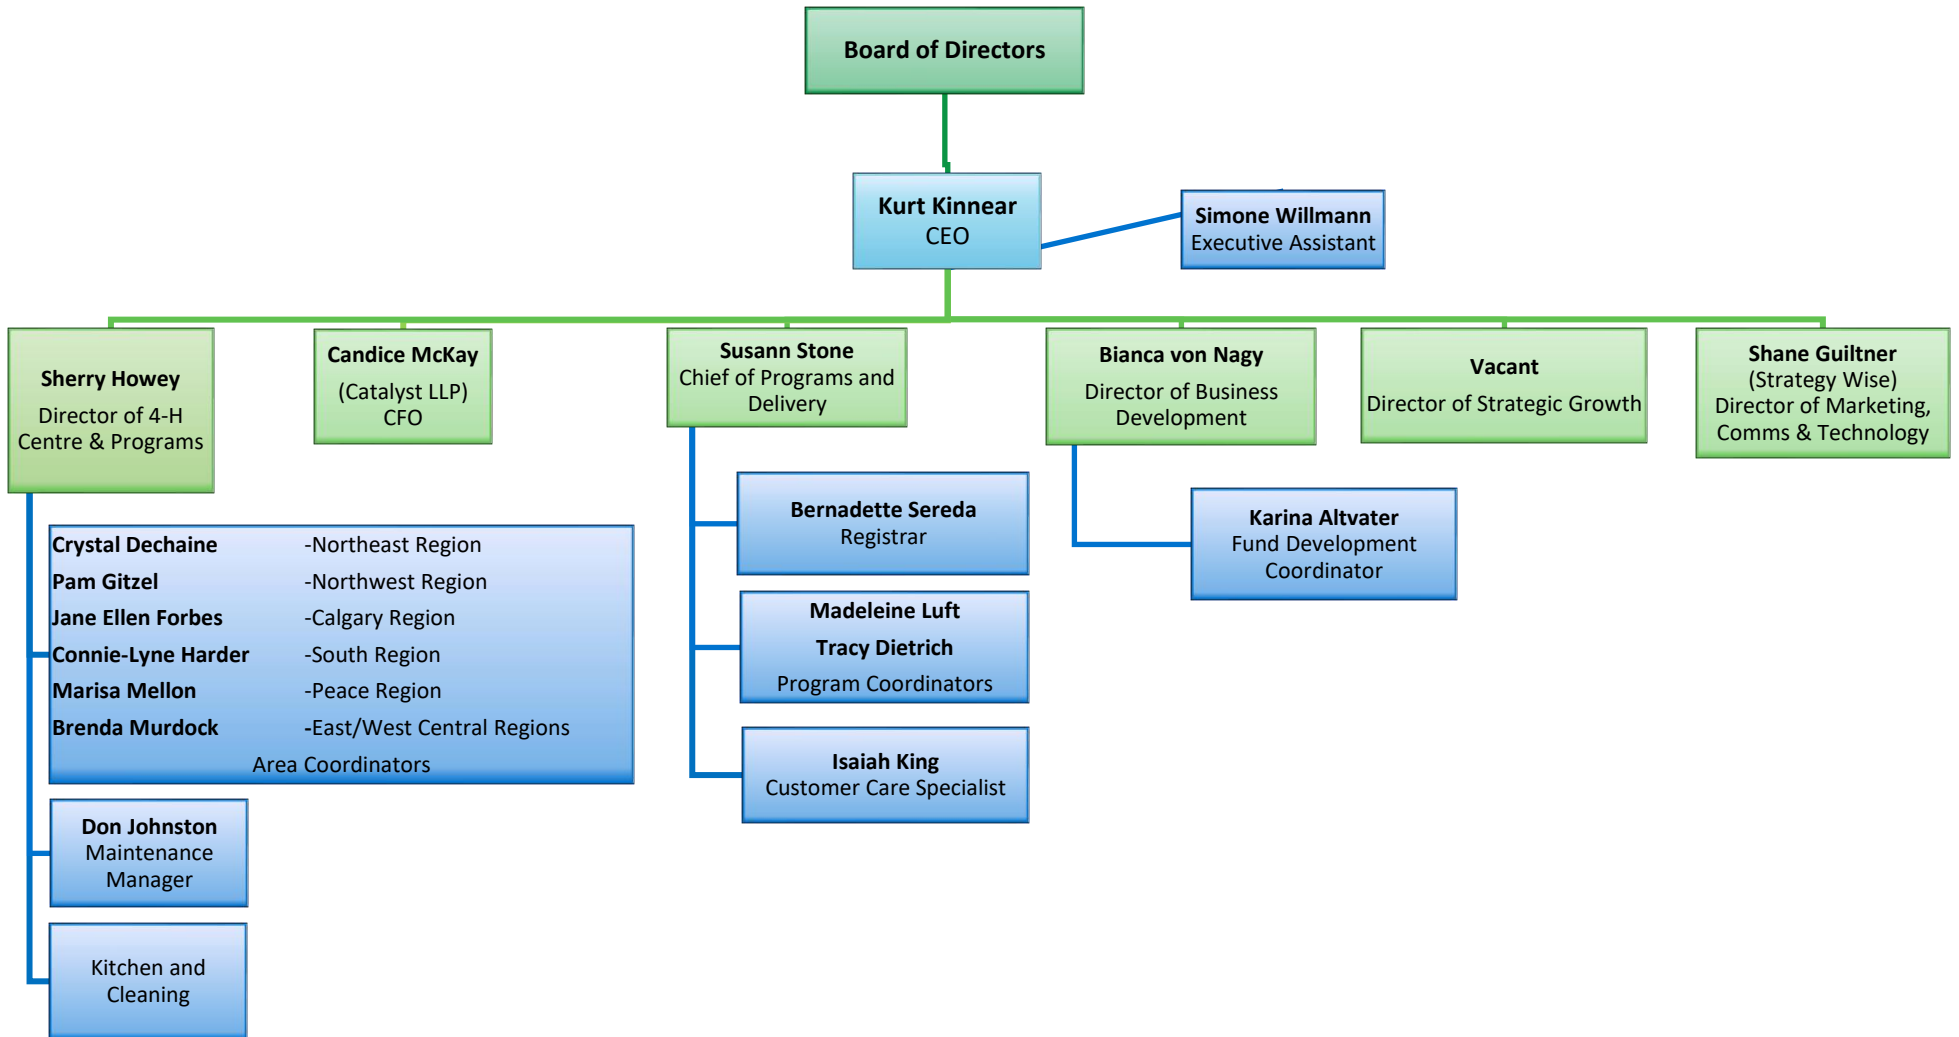 Board of Directors
Kurt Kinnear
CEO
Simone Willmann
Executive Assistant
Sherry Howey
Director of 4-H
Centre & Programs
Candice McKay
(Catalyst LLP)
CFO
Susann Stone
Chief of Programs and
Delivery
Bianca von Nagy
Director of Business
Development
Vacant
Director of Strategic Growth
Shane Guiltner
(Strategy Wise)
Director of Marketing,
Comms & Technology
Crystal Dechaine -Northeast Region
Pam Gitzel -Northwest Region
Jane Ellen Forbes -Calgary Region
Connie-Lyne Harder -South Region
Marisa Mellon -Peace Region
Brenda Murdock -East/West Central Regions
Area Coordinators
Don Johnston
Maintenance
Manager
Kitchen and
Cleaning
Bernadette Sereda
Registrar
Madeleine Luft
Tracy Dietrich
Program Coordinators
Isaiah King
Customer Care Specialist
Karina Altvater
Fund Development
Coordinator